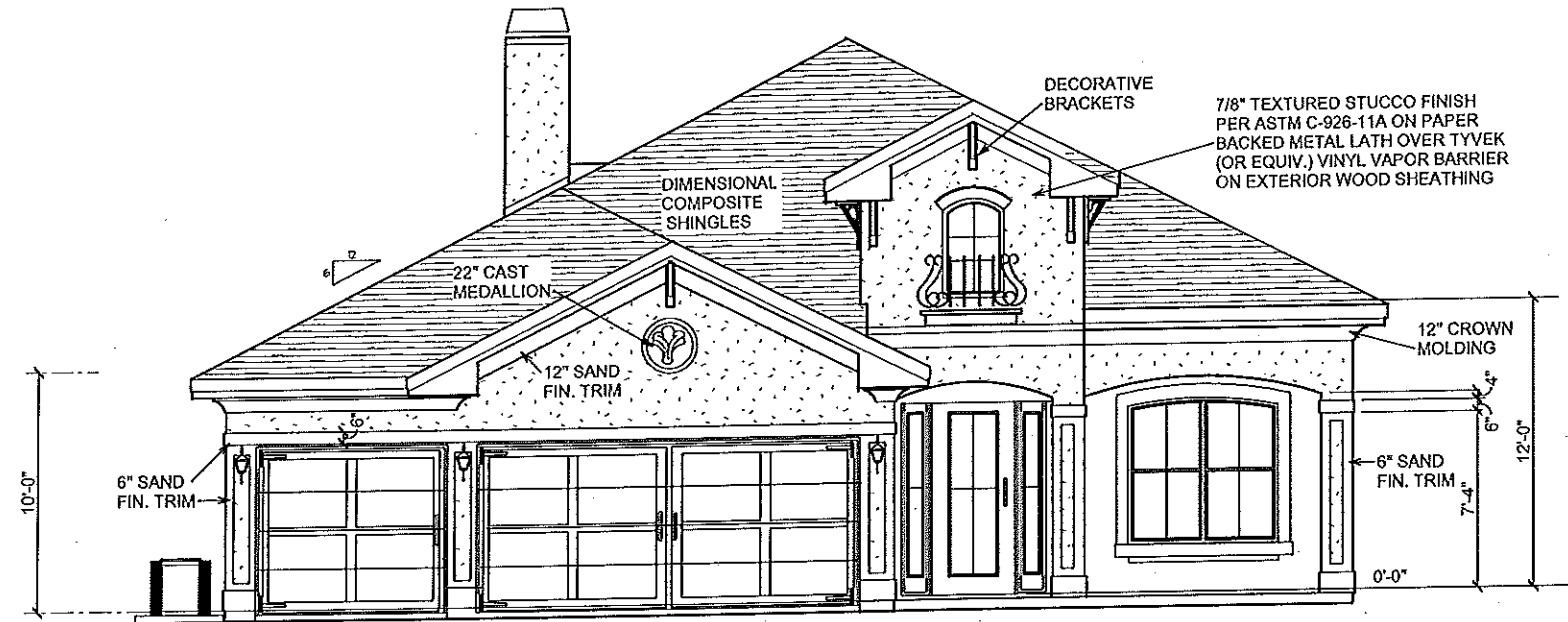 DECORATIVE
BRACKETS
7/8" TEXTURED STUCCO FINISH
PER ASTM C-926-11A ON PAPER
BACKED METAL LATH OVER TYVEK
(OR EQUIV.) VINYL VAPOR BARRIER
ON EXTERIOR WOOD SHEATHING
DIMENSIONAL
COMPOSITE
SHINGLES
12
6
22" CAST
MEDALLION
12" CROWN
MOLDING
12" SAND
FIN. TRIM
4"
6"
6"
6" SAND
FIN. TRIM
6" SAND
FIN. TRIM
10'-0"
7'-4"
12'-0"
0'-0"